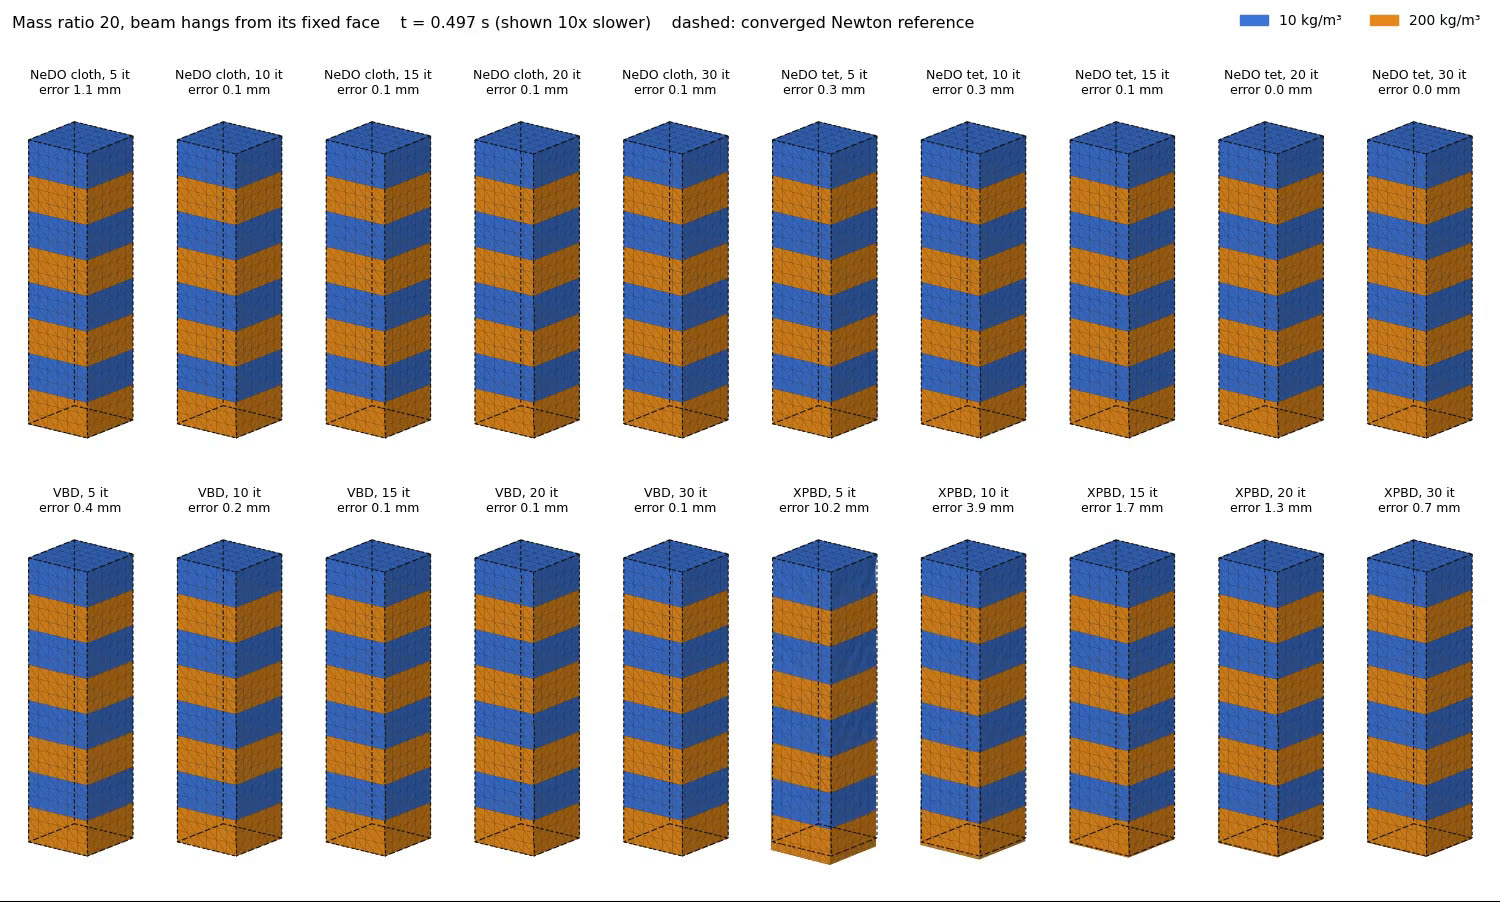 Mass ratio 20, beam hangs from its fixed face    t = 0.497 s (shown 10x slower)    dashed: converged Newton reference
10 kg/m³
200 kg/m³
NeDO cloth, 5 it
error 1.1 mm
NeDO cloth, 10 it
error 0.1 mm
NeDO cloth, 15 it
error 0.1 mm
NeDO cloth, 20 it
error 0.1 mm
NeDO cloth, 30 it
error 0.1 mm
NeDO tet, 5 it
error 0.3 mm
NeDO tet, 10 it
error 0.3 mm
NeDO tet, 15 it
error 0.1 mm
NeDO tet, 20 it
error 0.0 mm
NeDO tet, 30 it
error 0.0 mm
VBD, 5 it
error 0.4 mm
VBD, 10 it
error 0.2 mm
VBD, 15 it
error 0.1 mm
VBD, 20 it
error 0.1 mm
VBD, 30 it
error 0.1 mm
XPBD, 5 it
error 10.2 mm
XPBD, 10 it
error 3.9 mm
XPBD, 15 it
error 1.7 mm
XPBD, 20 it
error 1.3 mm
XPBD, 30 it
error 0.7 mm